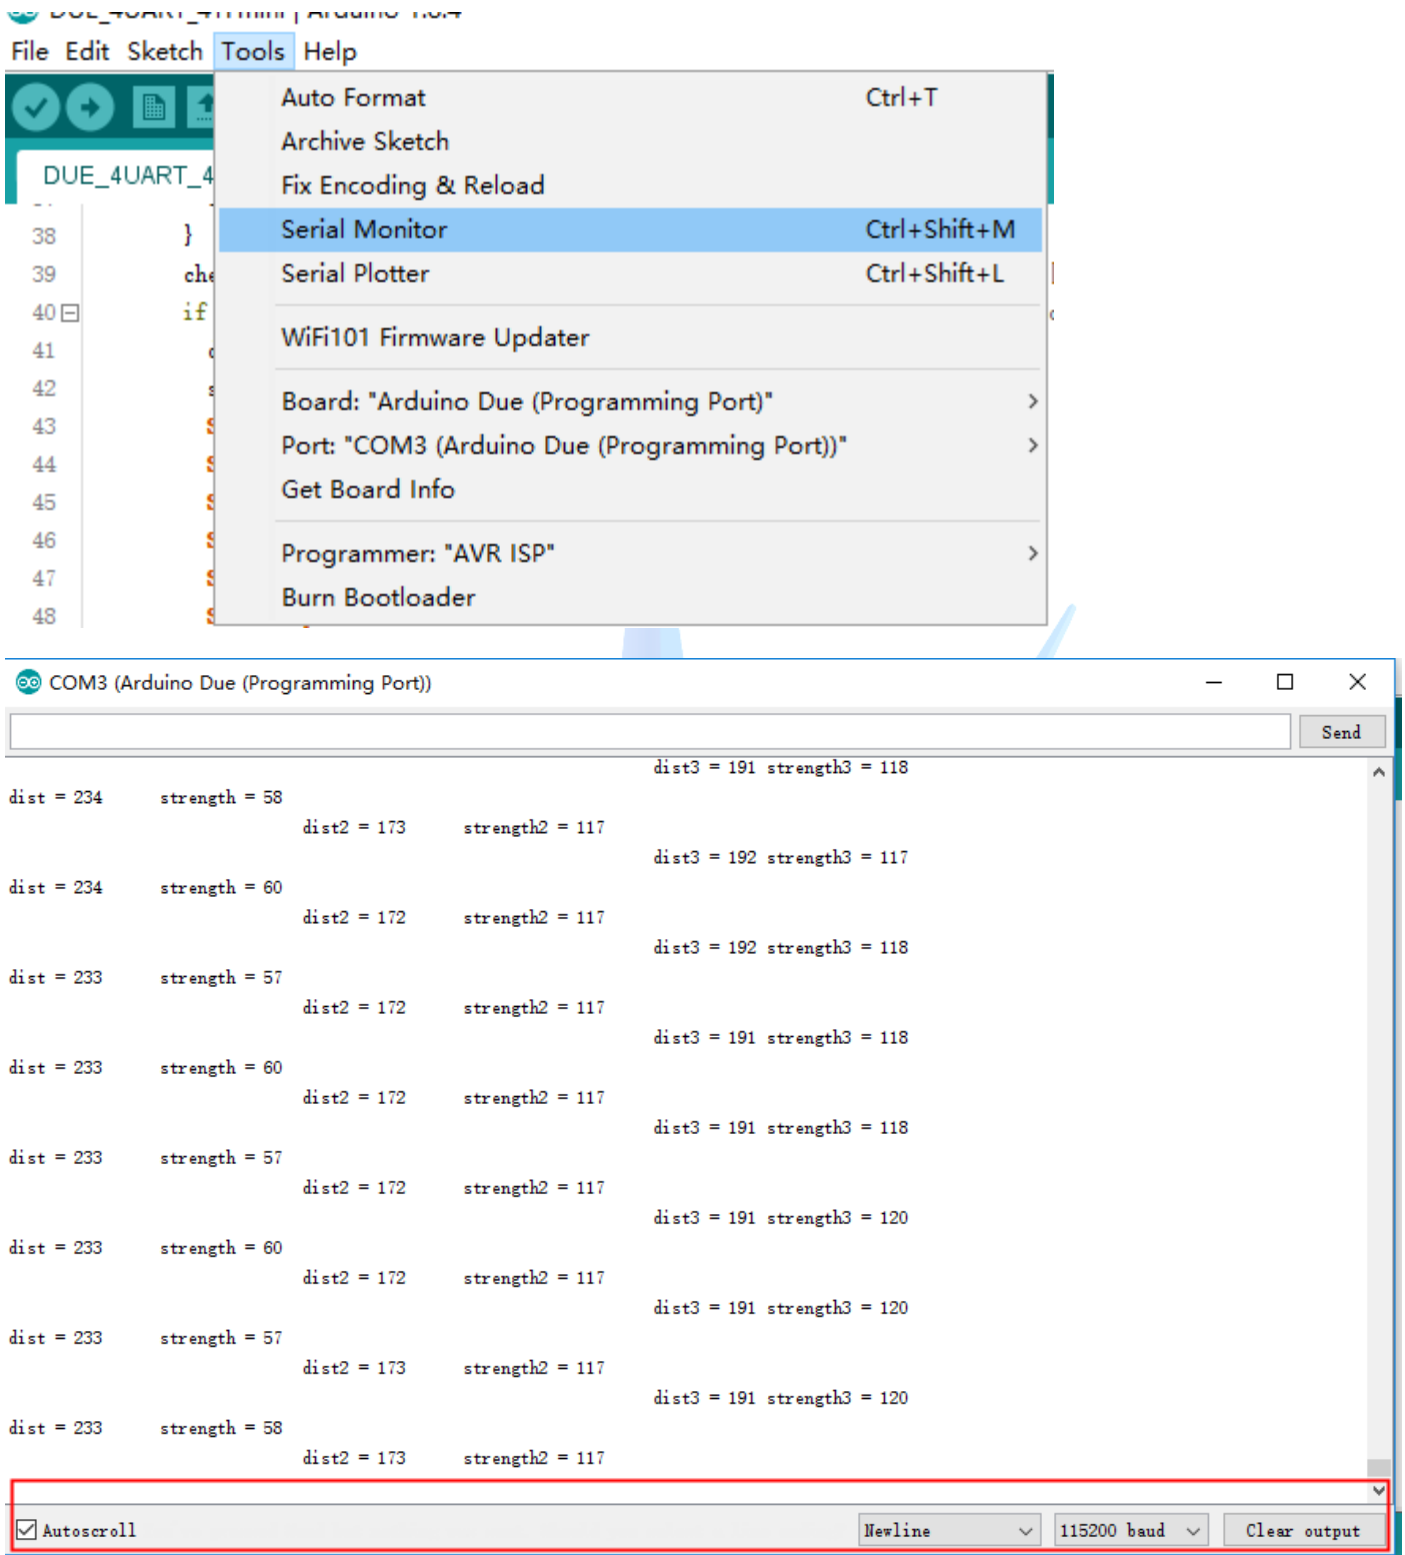 DUE_4UART_4TFmini | Arduino 1.8.4
File Edit Sketch Tools Help
Auto Format Ctrl+T
Archive Sketch
DUE_4UART_4
Fix Encoding & Reload
38 } Serial Monitor Ctrl+Shift+M
39 che Serial Plotter Ctrl+Shift+L
40 if
WiFi101 Firmware Updater
41
42
Board: "Arduino Due (Programming Port)"
43
Port: "COM3 (Arduino Due (Programming Port))"
44
45
Get Board Info
46
Programmer: "AVR ISP"
47
48
Burn Bootloader
COM3 (Arduino Due (Programming Port))
Send
dist3 = 191 strength3 = 118
dist = 234 strength = 58
dist2 = 173 strength2 = 117
dist3 = 192 strength3 = 117
dist = 234 strength = 60
dist2 = 172 strength2 = 117
dist3 = 192 strength3 = 118
dist = 233 strength = 57
dist2 = 172 strength2 = 117
dist3 = 191 strength3 = 118
dist = 233 strength = 60
dist2 = 172 strength2 = 117
dist3 = 191 strength3 = 118
dist = 233 strength = 57
dist2 = 172 strength2 = 117
dist3 = 191 strength3 = 120
dist = 233 strength = 60
dist2 = 172 strength2 = 117
dist3 = 191 strength3 = 120
dist = 233 strength = 57
dist2 = 173 strength2 = 117
dist3 = 191 strength3 = 120
dist = 233 strength = 58
dist2 = 173 strength2 = 117
Autoscroll Newline 115200 baud Clear output